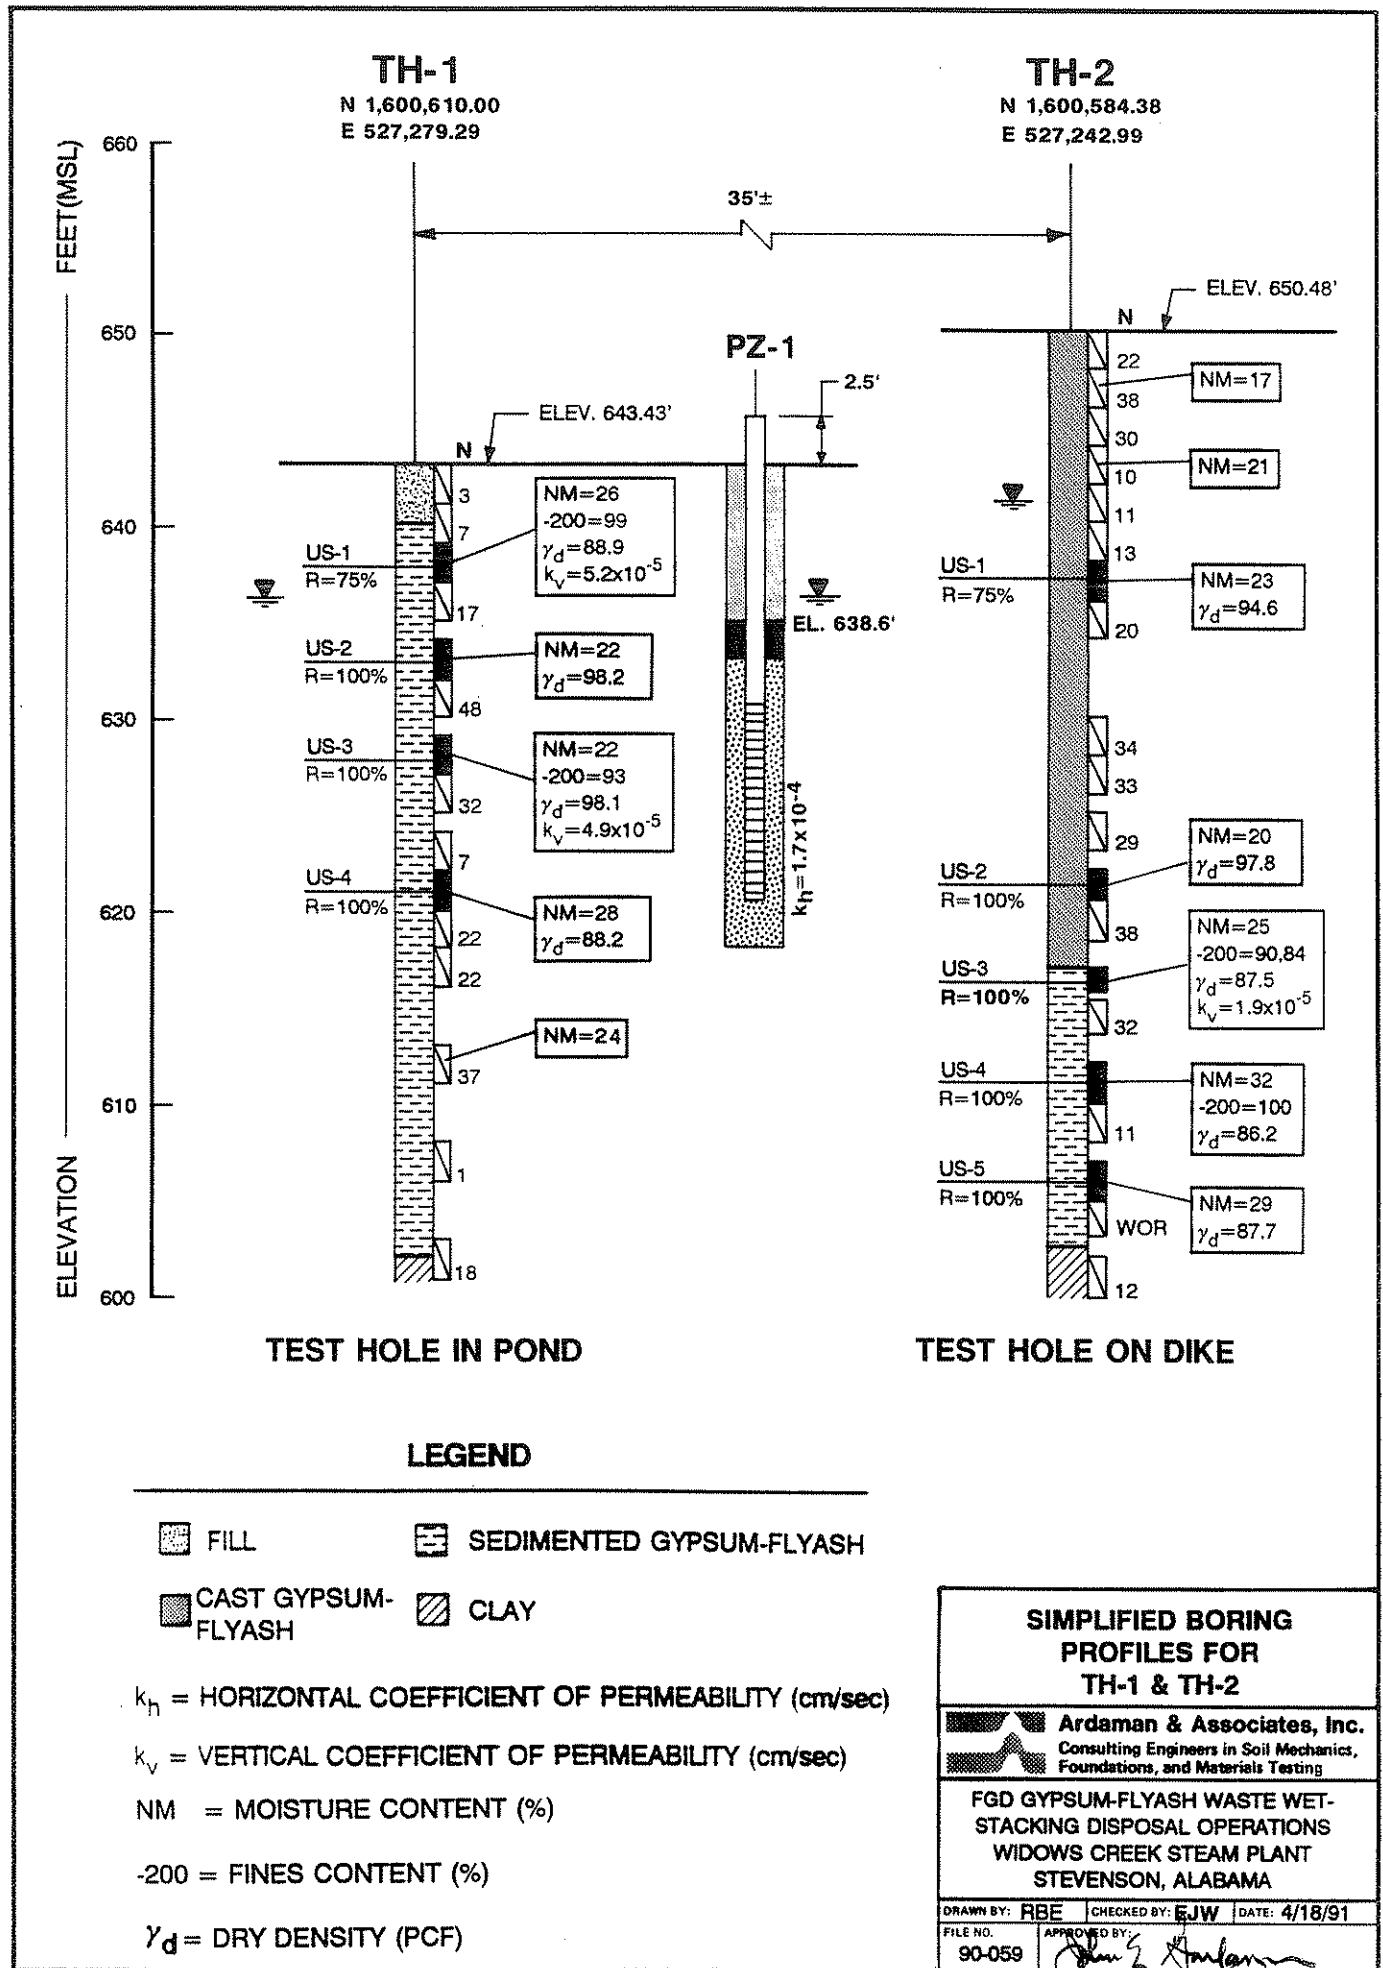 TH-1
N 1,600,610.00
E 527,279.29
TH-2
N 1,600,584.38
E 527,242.99
FEET(MSL)
ELEVATION
660
650
640
630
620
610
600
35'±
ELEV. 650.48'
N
PZ-1
2.5'
ELEV. 643.43'
N
3
7
17
48
32
7
22
22
37
1
18
US-1
R=75%
US-2
R=100%
US-3
R=100%
US-4
R=100%
NM=26
-200=99
γd=88.9
kv=5.2x10-5
NM=22
γd=98.2
NM=22
-200=93
γd=98.1
kv=4.9x10-5
NM=28
γd=88.2
NM=24
EL. 638.6'
kh=1.7x10-4
22
38
30
10
11
13
20
34
33
29
38
32
11
WOR
12
US-1
R=75%
US-2
R=100%
US-3
R=100%
US-4
R=100%
US-5
R=100%
NM=17
NM=21
NM=23
γd=94.6
NM=20
γd=97.8
NM=25
-200=90,84
γd=87.5
kv=1.9x10-5
NM=32
-200=100
γd=86.2
NM=29
γd=87.7
TEST HOLE IN POND
TEST HOLE ON DIKE
LEGEND
FILL
SEDIMENTED GYPSUM-FLYASH
CAST GYPSUM-
FLYASH
CLAY
kh = HORIZONTAL COEFFICIENT OF PERMEABILITY (cm/sec)
kv = VERTICAL COEFFICIENT OF PERMEABILITY (cm/sec)
NM = MOISTURE CONTENT (%)
-200 = FINES CONTENT (%)
γd = DRY DENSITY (PCF)
SIMPLIFIED BORING
PROFILES FOR
TH-1 & TH-2
Ardaman & Associates, Inc.
Consulting Engineers in Soil Mechanics,
Foundations, and Materials Testing
FGD GYPSUM-FLYASH WASTE WET-
STACKING DISPOSAL OPERATIONS
WIDOWS CREEK STEAM PLANT
STEVENSON, ALABAMA
DRAWN BY: RBE
CHECKED BY: EJW
DATE: 4/18/91
FILE NO.
90-059
APPROVED BY: